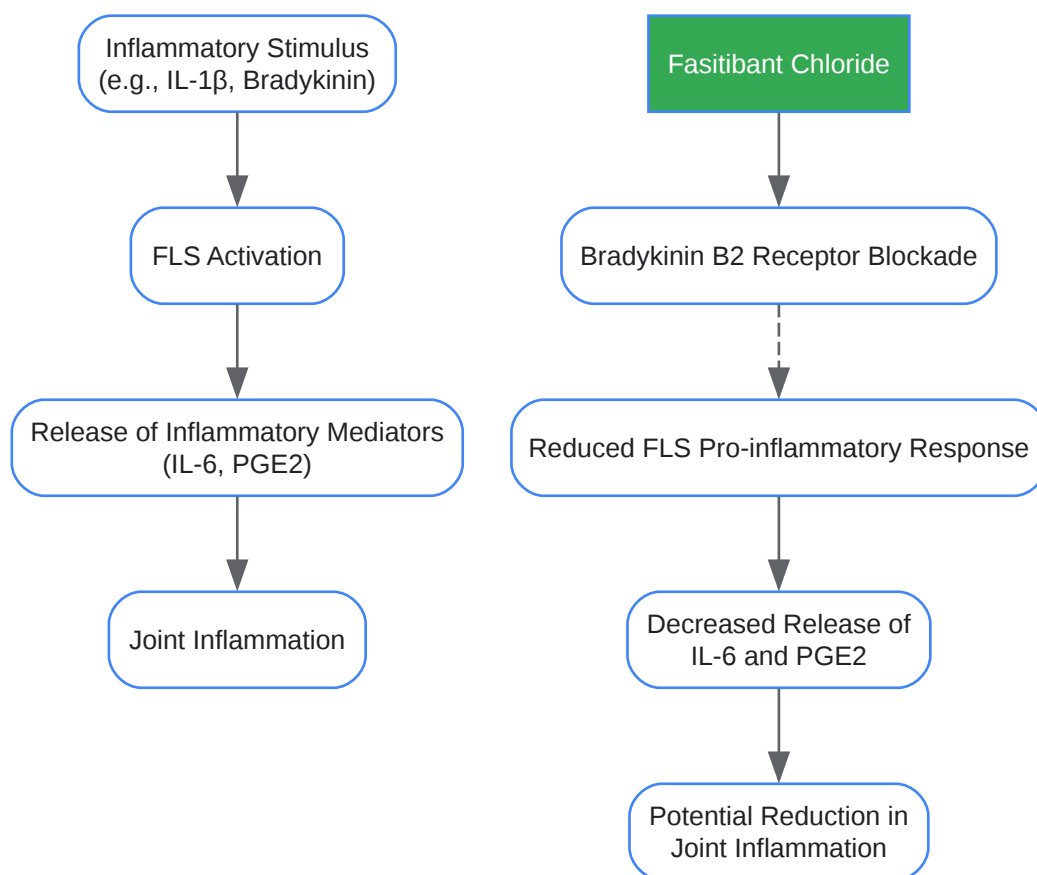 Inflammatory Stimulus
(e.g., IL-1β, Bradykinin)
FLS Activation
Release of Inflammatory Mediators
(IL-6, PGE2)
Joint Inflammation
Fasitibant Chloride
Bradykinin B2 Receptor Blockade
Reduced FLS Pro-inflammatory Response
Decreased Release of
IL-6 and PGE2
Potential Reduction in
Joint Inflammation